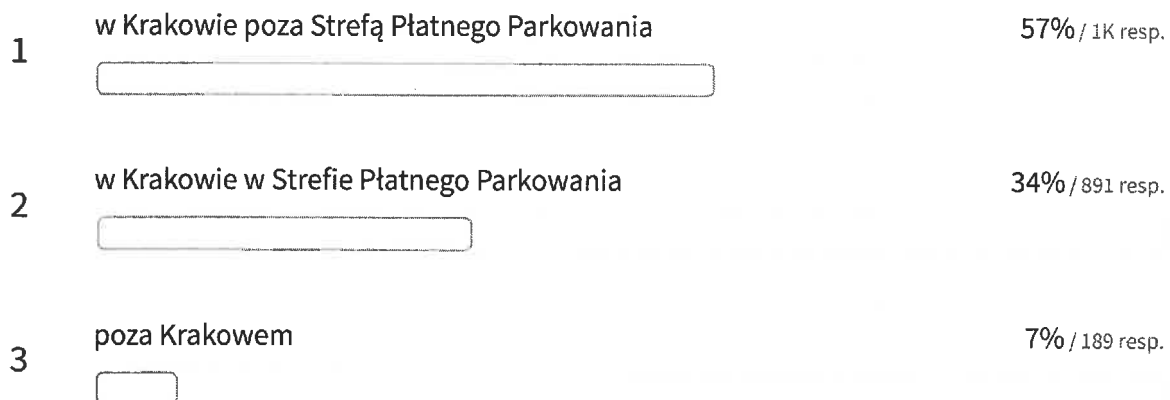 1 w Krakowie poza Strefą Płatnego Parkowania 57% / 1K resp.
2 w Krakowie w Strefie Płatnego Parkowania 34% / 891 resp.
3 poza Krakowem 7% / 189 resp.